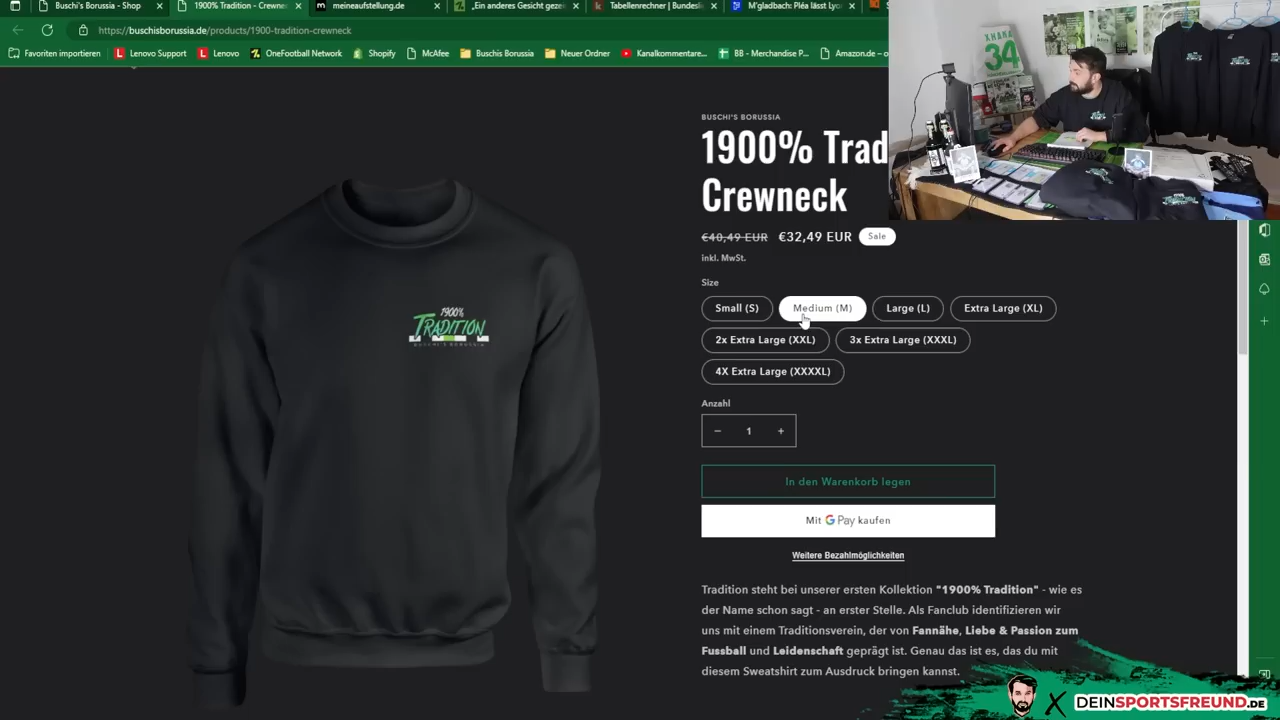 Buschi's Borussia - Shop
1900% Tradition - Crewne
meineaufstellung.de
„Ein anderes Gesicht gezei
Tabellenrechner | Bundesli
M'gladbach: Pléa lässt Lyo
https://buschisborussia.de/products/1900-tradition-crewneck
Favoriten importieren
Lenovo Support
Lenovo
OneFootball Network
Shopify
McAfee
Buschis Borussia
Neuer Ordner
Kanalkommentare...
BB - Merchandise P...
Amazon.de - O
XHAKA
34
BUSCHI'S BORUSSIA
1900% Trad
Crewneck
€40,49 EUR €32,49 EUR Sale
inkl. MwSt.
Size
Small (S) Medium (M) Large (L) Extra Large (XL)
2x Extra Large (XXL) 3x Extra Large (XXXL)
4X Extra Large (XXXXL)
1900%
TRADITION
BUSCHI'S BORUSSIA
Anzahl
− 1 +
In den Warenkorb legen
Mit G Pay kaufen
Weitere Bezahlmöglichkeiten
Tradition steht bei unserer ersten Kollektion "1900% Tradition" - wie es
der Name schon sagt - an erster Stelle. Als Fanclub identifizieren wir
uns mit einem Traditionsverein, der von Fannähe, Liebe & Passion zum
Fussball und Leidenschaft geprägt ist. Genau das ist es, das du mit
diesem Sweatshirt zum Ausdruck bringen kannst.
X DEINSPORTSFREUND.DE